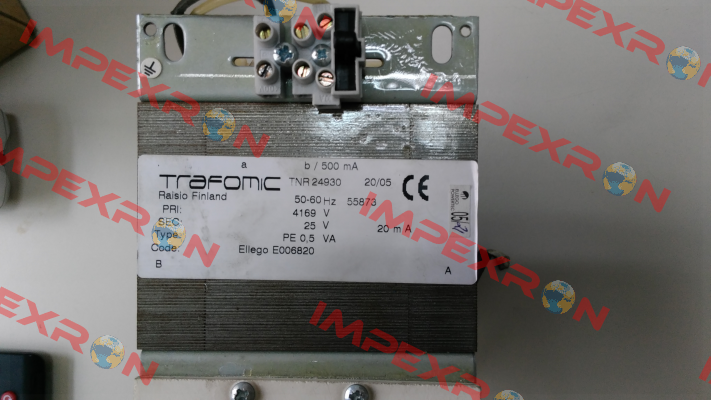 a b / 500 mA
Trafomic TNR 24930 20/05 CE
Raisio Finland 50-60 Hz 55873
PRI: 4169 V
SEC: 25 V 20 mA
Type: PE 0,5 VA
Code: Ellego E006820
B A
IMPEXRON
IMPEXRON
IMPEXRON
IMPEXRON
IMPEXRON
IMPEXRON